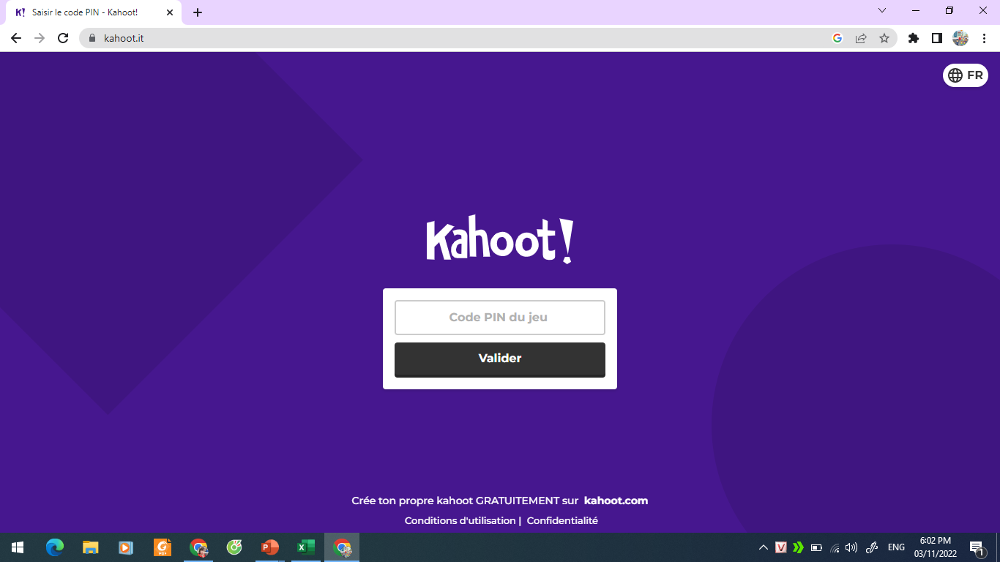 Saisir le code PIN - Kahoot!
kahoot.it
FR
Kahoot!
Code PIN du jeu
Valider
Crée ton propre kahoot GRATUITEMENT sur kahoot.com
Conditions d'utilisation | Confidentialité
ENG
6:02 PM
03/11/2022
1